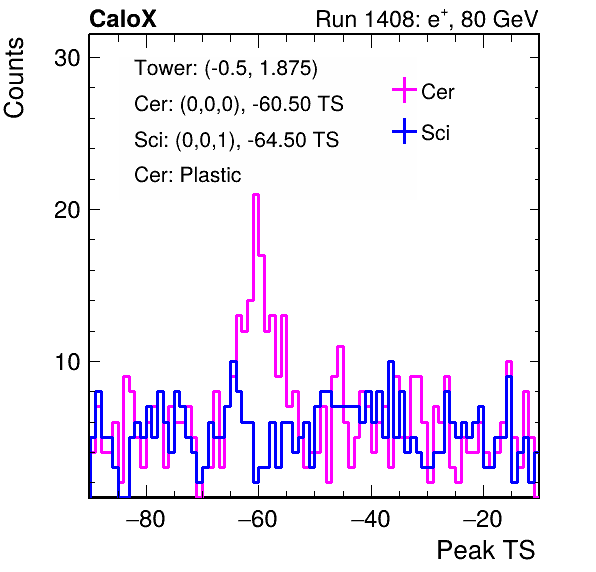 CaloX Run 1408: e⁺, 80 GeV
Counts
30
Tower: (-0.5, 1.875)
Cer: (0,0,0), -60.50 TS
Sci: (0,0,1), -64.50 TS
Cer: Plastic
Cer
Sci
20
10
−80 −60 −40 −20
Peak TS